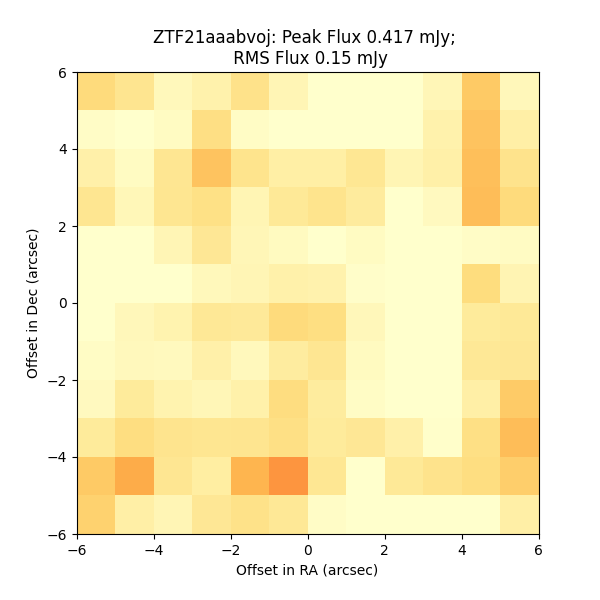 ZTF21aaabvoj: Peak Flux 0.417 mJy;
RMS Flux 0.15 mJy
6
4
2
0
−2
−4
−6
Offset in Dec (arcsec)
−6 −4 −2 0 2 4 6
Offset in RA (arcsec)